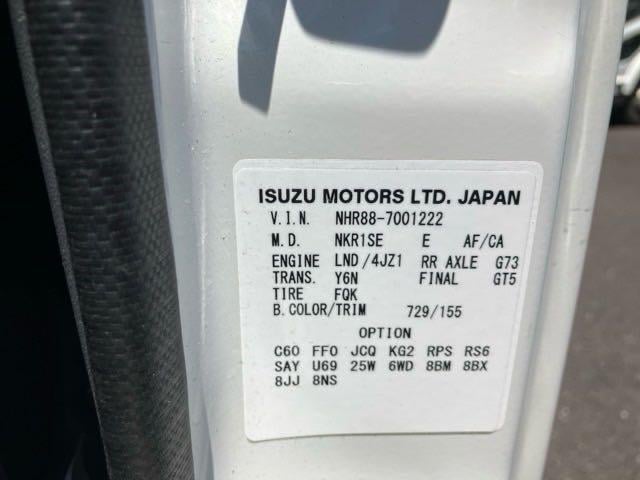 ISUZU MOTORS LTD. JAPAN
V.I.N. NHR88-7001222
M.D. NKR1SE E AF/CA
ENGINE LND/4JZ1 RR AXLE G73
TRANS. Y6N FINAL GT5
TIRE FQK
B.COLOR/TRIM 729/155
OPTION
C60 FF0 JCQ KG2 RPS RS6
SAY U69 25W 6WD 8BM 8BX
8JJ 8NS